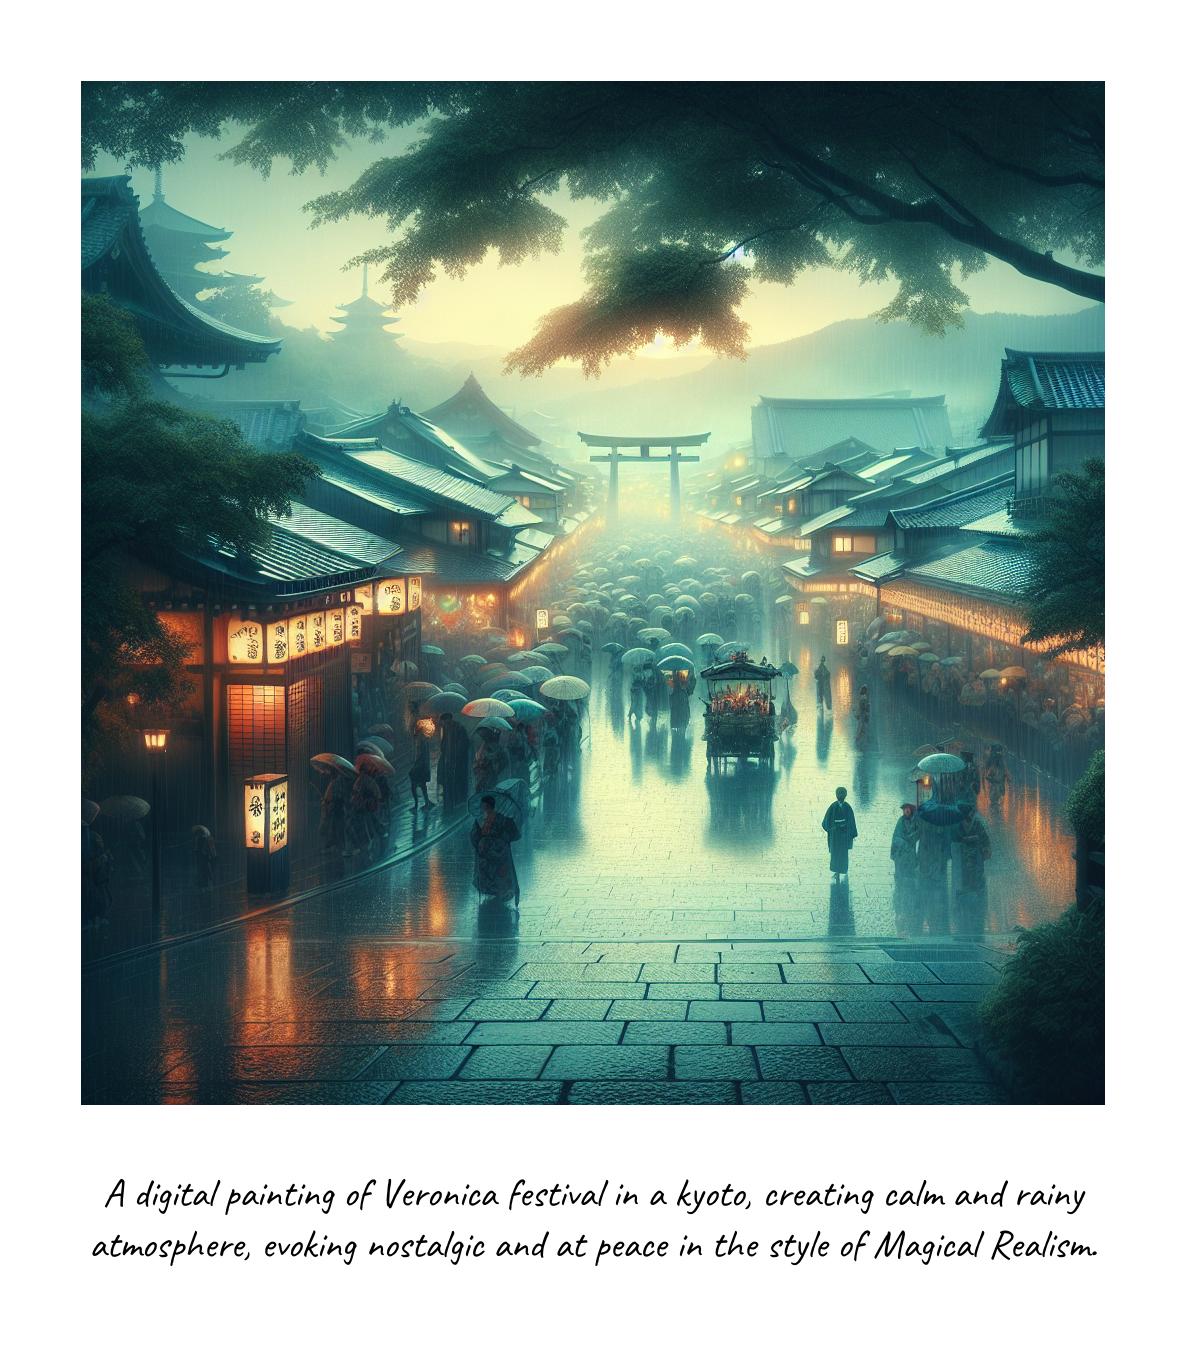 A digital painting of Veronica festival in a kyoto, creating calm and rainy
atmosphere, evoking nostalgic and at peace in the style of Magical Realism.